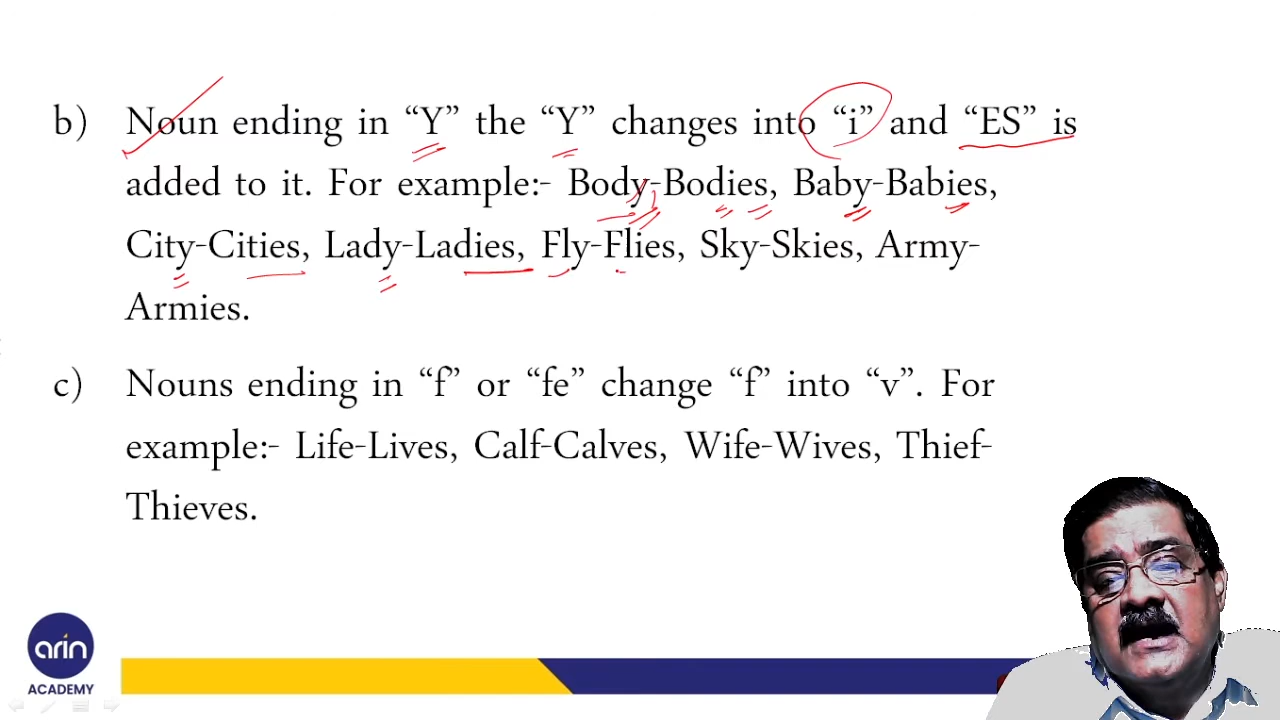 b) Noun ending in “Y” the “Y” changes into “i” and “ES” is
added to it. For example:- Body-Bodies, Baby-Babies,
City-Cities, Lady-Ladies, Fly-Flies, Sky-Skies, Army-
Armies.
c) Nouns ending in “f” or “fe” change “f” into “v”. For
example:- Life-Lives, Calf-Calves, Wife-Wives, Thief-
Thieves.
arin
ACADEMY